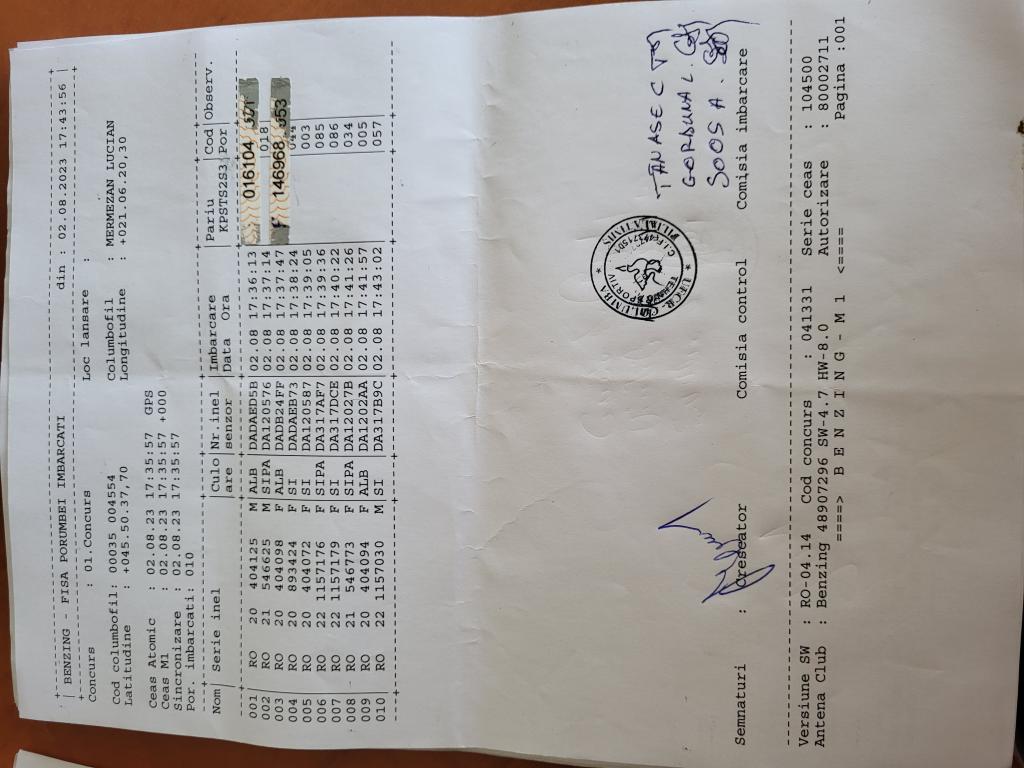 | BENZING - FISA PORUMBEI IMBARCATI din : 02.08.2023 17:43:56 |
Concurs : 01.Concurs Loc lansare :
Cod columbofil: 00035 004554 Columbofil : MERMEZAN LUCIAN
Latitudine : +045.50.37,70 Longitudine : +021.06.20,30
Ceas Atomic : 02.08.23 17:35:57 GPS
Ceas M1 : 02.08.23 17:35:57 +000
Sincronizare : 02.08.23 17:35:57
Por. imbarcati: 010
Nom| Serie inel |Culo|Nr.inel |Imbarcare |Pariu |Cod|Observ.
|are |senzor |Data Ora | KPSTS2S3|Por|
001 | RO 20 404125 M|ALB |DADAED5B|02.08 17:36:13 016104 521
002 | RO 21 546625 M|SIPA|DA120576|02.08 17:37:14 |018
003 | RO 20 404098 F|ALB |DADB24FF|02.08 17:37:47 146968 953
004 | RO 20 893424 F|SI |DADAEB73|02.08 17:38:24 |044
005 | RO 20 404072 F|SI |DA120587|02.08 17:39:05 |003
006 | RO 22 1157176 F|SIPA|DA317AF7|02.08 17:39:36 |085
007 | RO 22 1157179 F|SI |DA317DCE|02.08 17:40:22 |086
008 | RO 21 546773 F|SIPA|DA12027B|02.08 17:41:26 |034
009 | RO 20 404094 F|ALB |DA1202AA|02.08 17:41:57 |005
010 | RO 22 1157030 M|SI |DA317B9C|02.08 17:43:02 |057
TANASE C
GORDUNA L.
SOOS A.
Semnaturi : Crescator Comisia control Comisia imbarcare
Versiune SW : RO-04.14 Cod concurs : 041331 Serie ceas : 104500
Antena Club : Benzing 48907296 SW-4.7 HW-8.0 Autorizare : 80002711
====> B E N Z I N G - M 1 <==== Pagina :001